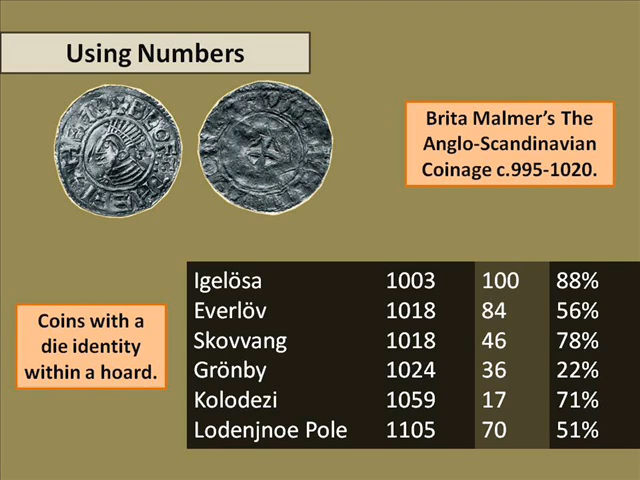 Using Numbers
Brita Malmer's The
Anglo-Scandinavian
Coinage c.995-1020.
Coins with a
die identity
within a hoard.
Igelösa 1003 100 88%
Everlöv 1018 84 56%
Skovvang 1018 46 78%
Grönby 1024 36 22%
Kolodezi 1059 17 71%
Lodenjnoe Pole 1105 70 51%